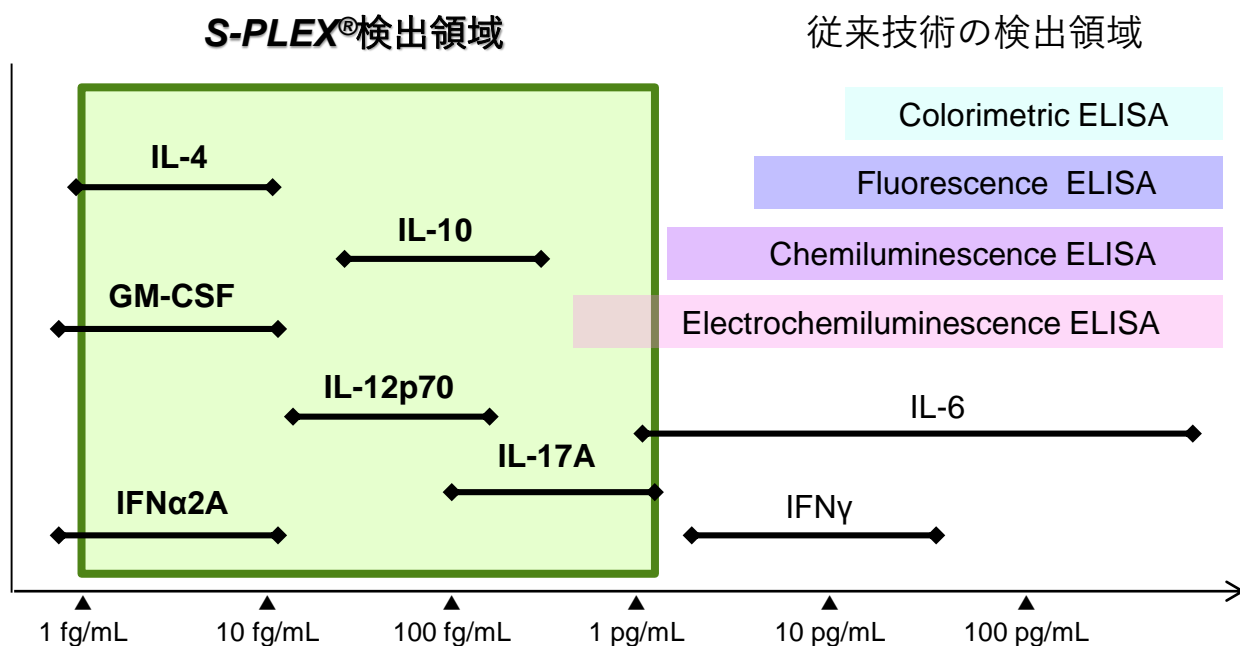 S-PLEX®検出領域
従来技術の検出領域
Colorimetric ELISA
IL-4
Fluorescence ELISA
IL-10
Chemiluminescence ELISA
GM-CSF
Electrochemiluminescence ELISA
IL-12p70
IL-6
IL-17A
IFNα2A
IFNγ
1 fg/mL
10 fg/mL
100 fg/mL
1 pg/mL
10 pg/mL
100 pg/mL